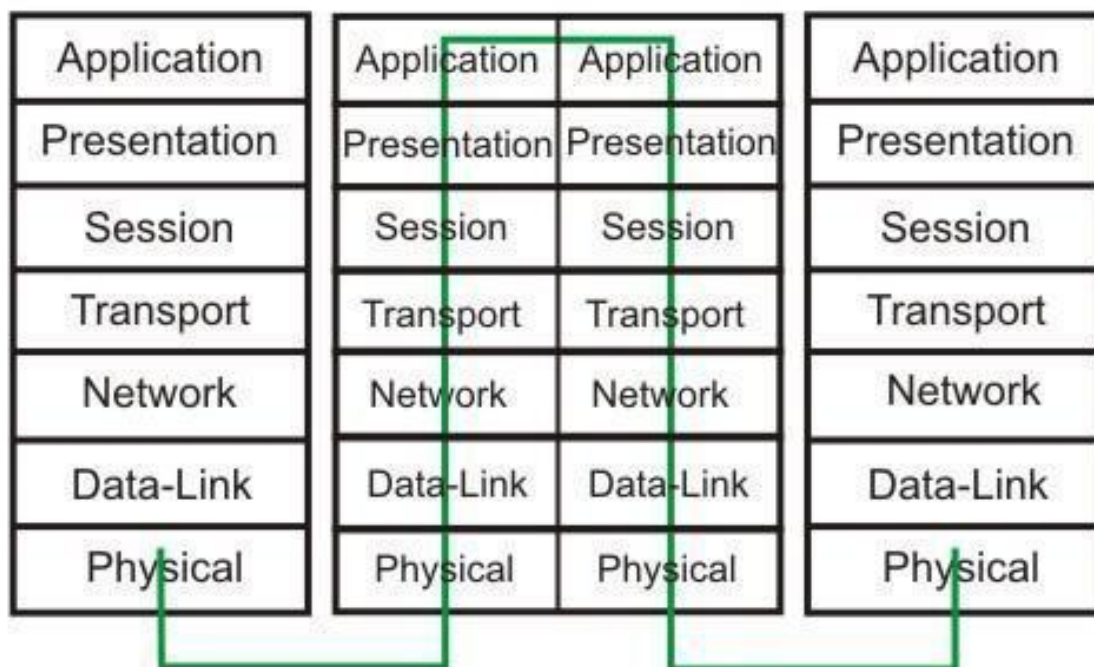 Application
Presentation
Session
Transport
Network
Data-Link
Physical
Application Application
Presentation Presentation
Session Session
Transport Transport
Network Network
Data-Link Data-Link
Physical Physical
Application
Presentation
Session
Transport
Network
Data-Link
Physical